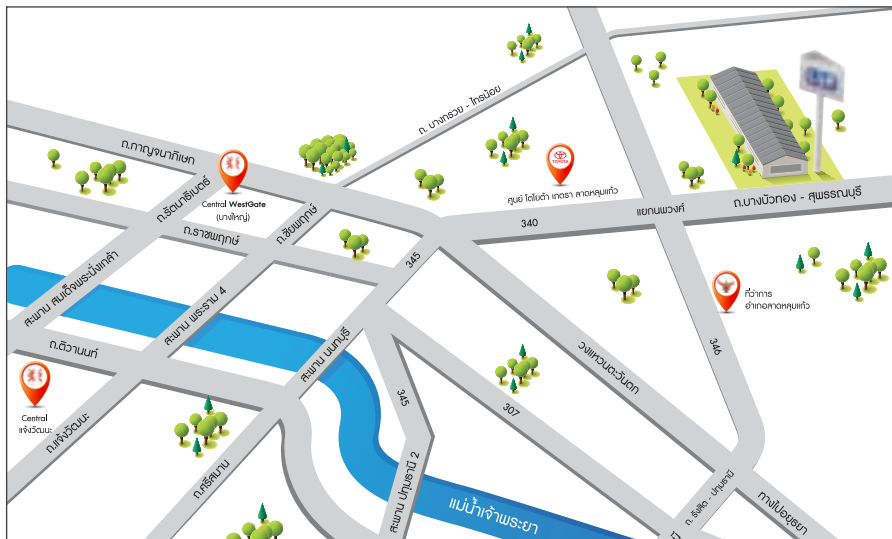 ถ. บางกรวย - ไทรน้อย
ถ.กาญจนาภิเษก
TOYOTA
ศูนย์ โตโยต้า เภตรา ลาดหลุมแก้ว
ถ.รัตนาธิเบตร์
Central WestGate
(บางใหญ่)
ถ.ชัยพฤกษ์
ถ.ราชพฤกษ์
340
แยกนพวงศ์
ถ.บางบัวทอง - สุพรรณบุรี
345
สะพาน สมเด็จพระนั่งเกล้า
สะพาน พระราม 4
สะพาน นนทบุรี
ที่ว่าการ
อำเภอลาดหลุมแก้ว
ถ.ติวานนท์
วงแหวนตะวันตก
346
Central
แจ้งวัฒนะ
ถ.แจ้งวัฒนะ
345
307
ถ.ศรีสมาน
สะพาน ปทุมธานี 2
แม่น้ำเจ้าพระยา
ถ. รังสิต - ปทุมธานี
ทางไปอยุธยา